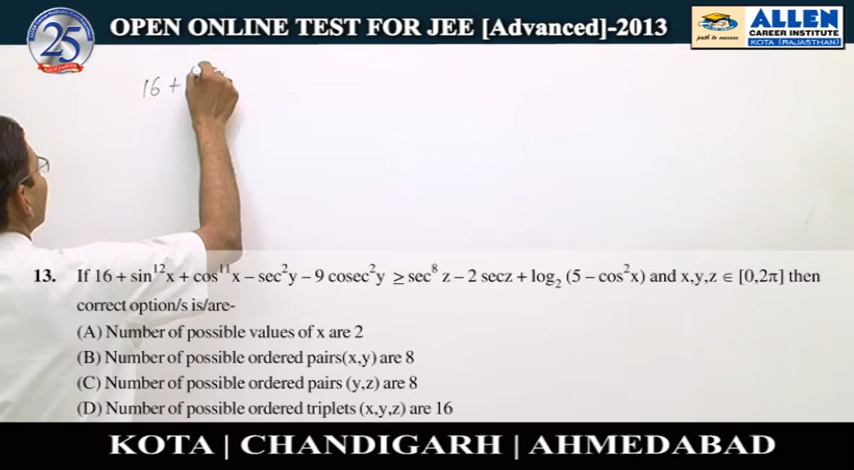 25
OPEN ONLINE TEST FOR JEE [Advanced]-2013
path to success
ALLEN
CAREER INSTITUTE
KOTA (RAJASTHAN)
16 +
13. If 16 + sin¹²x + cos¹¹x − sec²y − 9 cosec²y ≥ sec⁸ z − 2 secz + log₂ (5 − cos²x) and x,y,z ∈ [0,2π] then
correct option/s is/are-
(A) Number of possible values of x are 2
(B) Number of possible ordered pairs(x,y) are 8
(C) Number of possible ordered pairs (y,z) are 8
(D) Number of possible ordered triplets (x,y,z) are 16
KOTA | CHANDIGARH | AHMEDABAD